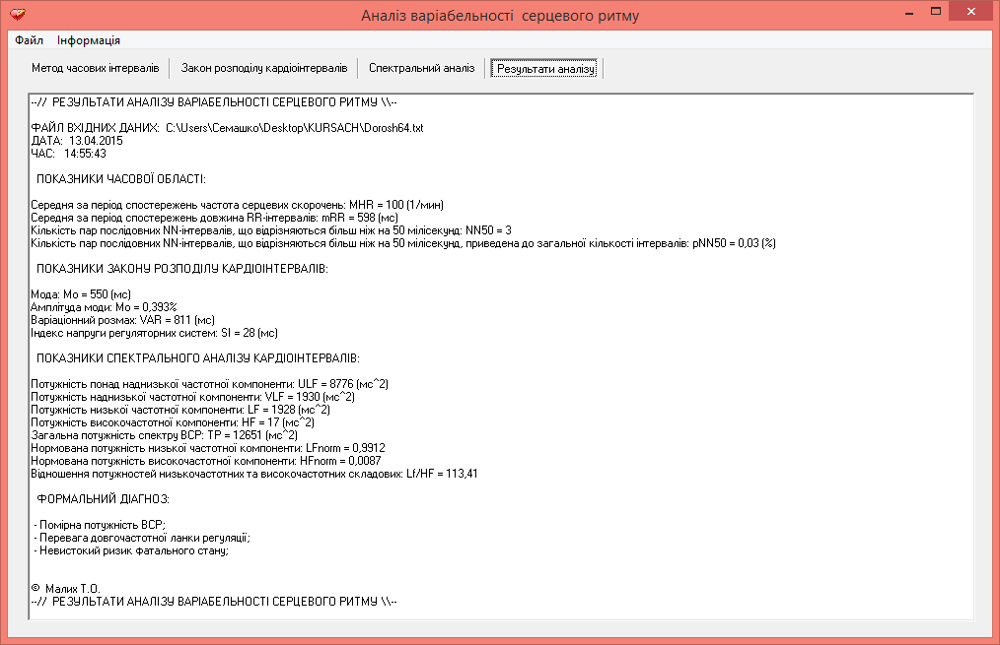 Аналіз варіабельності серцевого ритму
Файл Інформація
Метод часових інтервалів Закон розподілу кардіоінтервалів Спектральний аналіз Результати аналізу
--// РЕЗУЛЬТАТИ АНАЛІЗУ ВАРІАБЕЛЬНОСТІ СЕРЦЕВОГО РИТМУ \\--
ФАЙЛ ВХІДНИХ ДАНИХ: C:\Users\Семашко\Desktop\KURSACH\Dorosh64.txt
ДАТА: 13.04.2015
ЧАС: 14:55:43
ПОКАЗНИКИ ЧАСОВОЇ ОБЛАСТІ:
Середня за період спостережень частота серцевих скорочень: MHR = 100 (1/мин)
Середня за період спостережень довжина RR-інтервалів: mRR = 598 (мс)
Кількість пар послідовних NN-інтервалів, що відрізняються більш ніж на 50 мілісекунд: NN50 = 3
Кількість пар послідовних NN-інтервалів, що відрізняються більш ніж на 50 мілісекунд, приведена до загальної кількості інтервалів: pNN50 = 0,03 (%)
ПОКАЗНИКИ ЗАКОНУ РОЗПОДІЛУ КАРДІОІНТЕРВАЛІВ:
Мода: Mo = 550 (мс)
Амплітуда моди: Mo = 0,393%
Варіаціонний розмах: VAR = 811 (мс)
Індекс напруги регуляторних систем: SI = 28 (мс)
ПОКАЗНИКИ СПЕКТРАЛЬНОГО АНАЛІЗУ КАРДІОІНТЕРВАЛІВ:
Потужність понад наднизької частотної компоненти: ULF = 8776 (мс^2)
Потужність наднизької частотної компоненти: VLF = 1930 (мс^2)
Потужність низької частотної компоненти: LF = 1928 (мс^2)
Потужність високочастотної компоненти: HF = 17 (мс^2)
Загальна потужність спектру ВСР: TP = 12651 (мс^2)
Нормована потужність низької частотної компоненти: LFnorm = 0,9912
Нормована потужність високочастотної компоненти: HFnorm = 0,0087
Відношення потужностей низькочастотних та високочастотних складових: Lf/HF = 113,41
ФОРМАЛЬНИЙ ДІАГНОЗ:
- Помірна потужність ВСР;
- Перевага довгочастотної ланки регуляції;
- Невистокий ризик фатального стану;
© Малих Т.О.
--// РЕЗУЛЬТАТИ АНАЛІЗУ ВАРІАБЕЛЬНОСТІ СЕРЦЕВОГО РИТМУ \\--